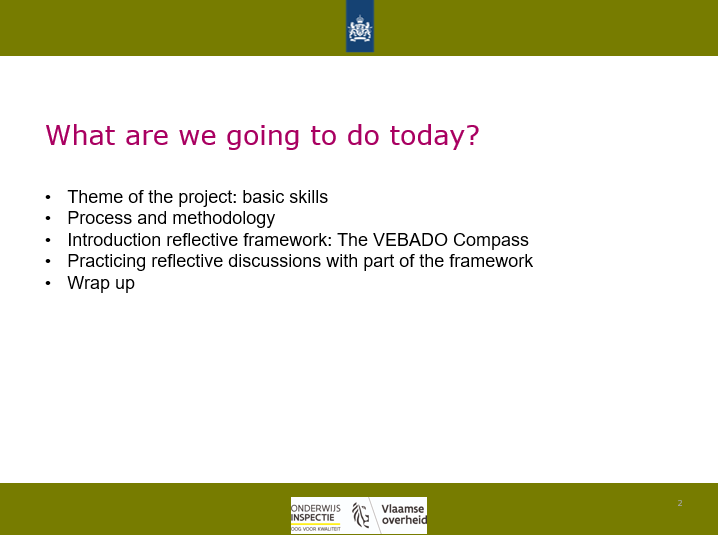 What are we going to do today?
• Theme of the project: basic skills
• Process and methodology
• Introduction reflective framework: The VEBADO Compass
• Practicing reflective discussions with part of the framework
• Wrap up
2
ONDERWIJS
INSPECTIE
OOG VOOR KWALITEIT
Vlaamse
overheid